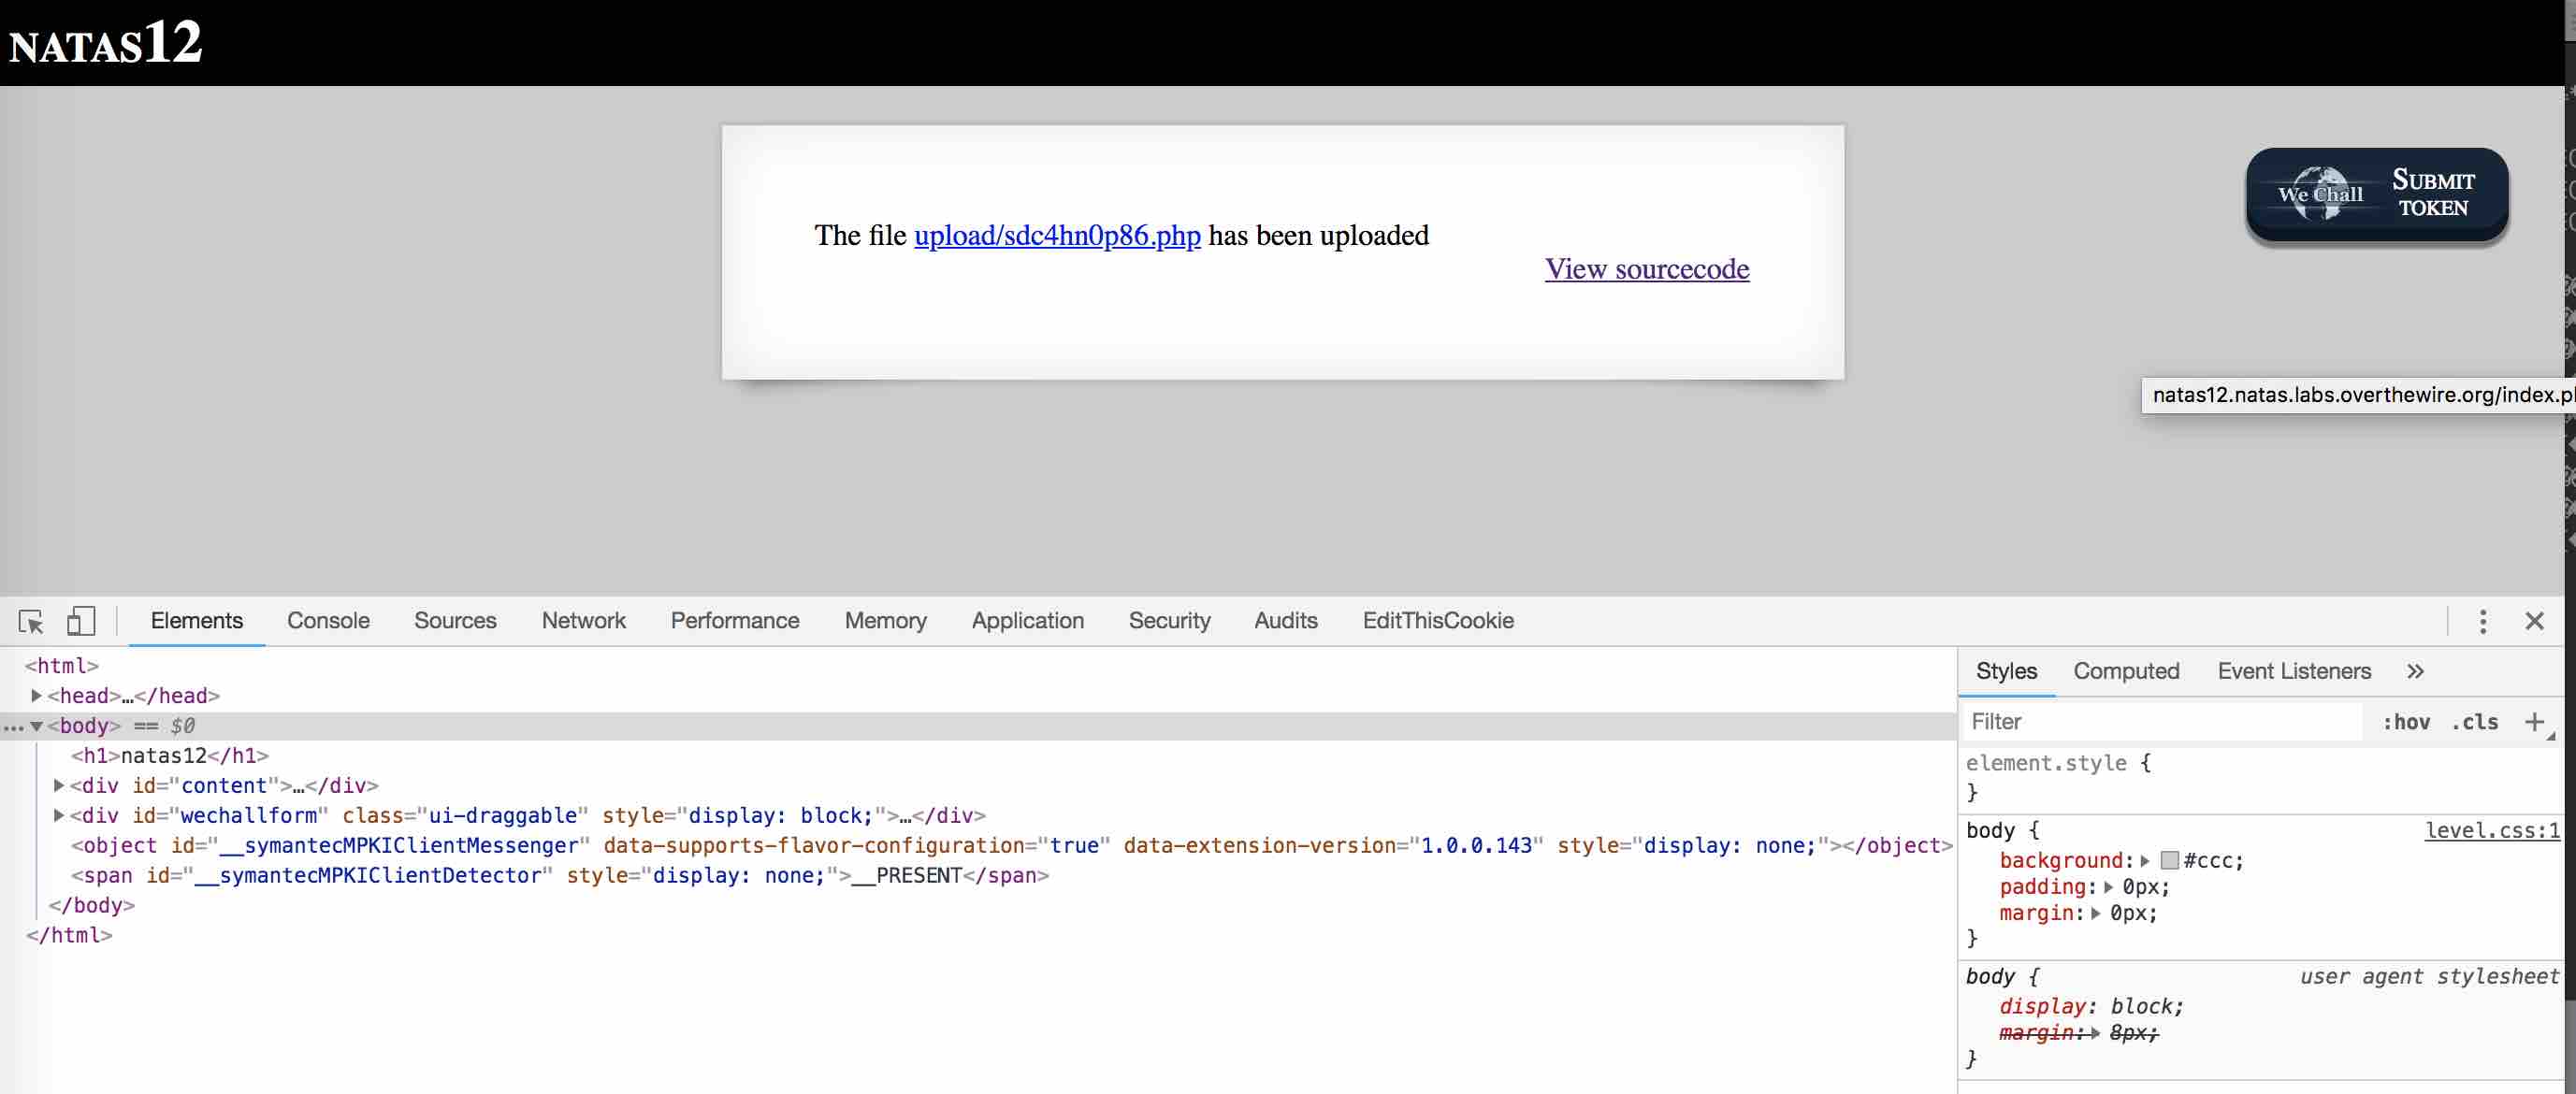 natas12
The file upload/sdc4hn0p86.php has been uploaded
View sourcecode
We Chall
Submit
token
natas12.natas.labs.overthewire.org/index.p
Elements Console Sources Network Performance Memory Application Security Audits EditThisCookie
<html>
<head>…</head>
<body> == $0
<h1>natas12</h1>
<div id="content">…</div>
<div id="wechallform" class="ui-draggable" style="display: block;">…</div>
<object id="__symantecMPKIClientMessenger" data-supports-flavor-configuration="true" data-extension-version="1.0.0.143" style="display: none;"></object>
<span id="__symantecMPKIClientDetector" style="display: none;">__PRESENT</span>
</body>
</html>
Styles Computed Event Listeners »
Filter :hov .cls +
element.style {
}
body { level.css:1
background: #ccc;
padding: 0px;
margin: 0px;
}
body { user agent stylesheet
display: block;
margin: 8px;
}